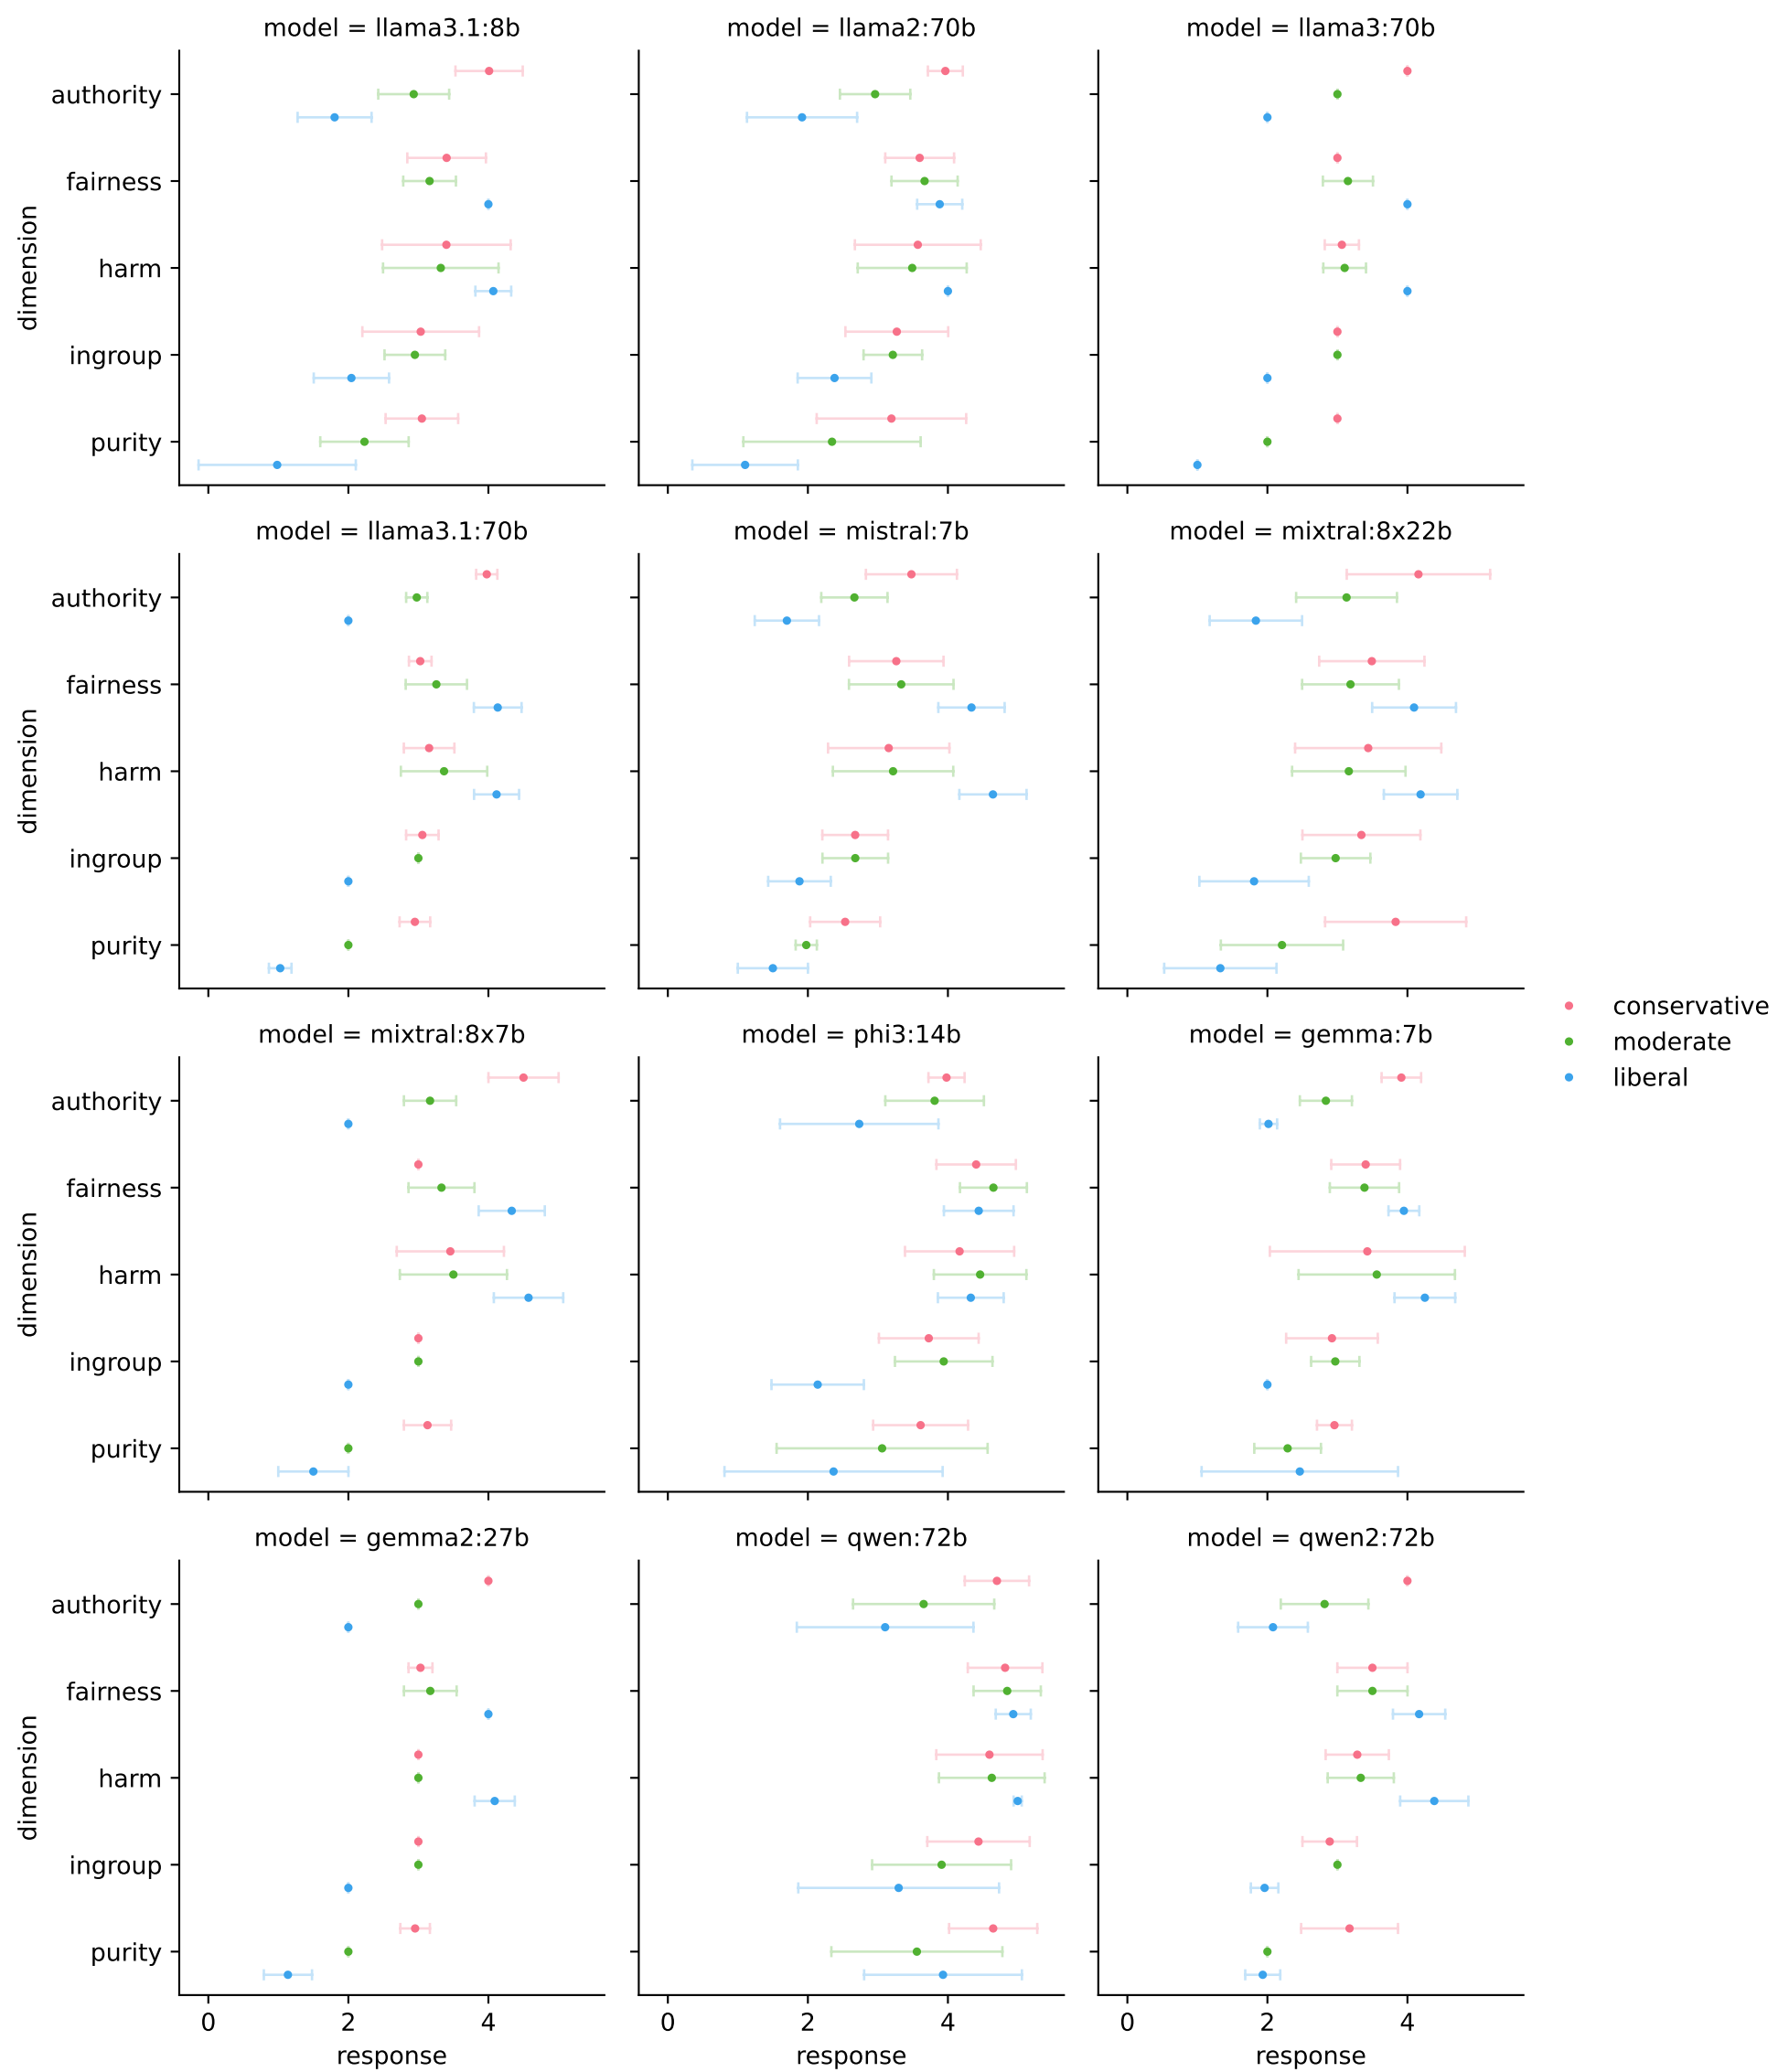 model = llama3.1:8b
model = llama2:70b
model = llama3:70b
authority
fairness
harm
ingroup
purity
dimension
model = llama3.1:70b
model = mistral:7b
model = mixtral:8x22b
authority
fairness
harm
ingroup
purity
dimension
conservative
moderate
liberal
model = mixtral:8x7b
model = phi3:14b
model = gemma:7b
authority
fairness
harm
ingroup
purity
dimension
model = gemma2:27b
model = qwen:72b
model = qwen2:72b
authority
fairness
harm
ingroup
purity
dimension
0 2 4
0 2 4
0 2 4
response
response
response